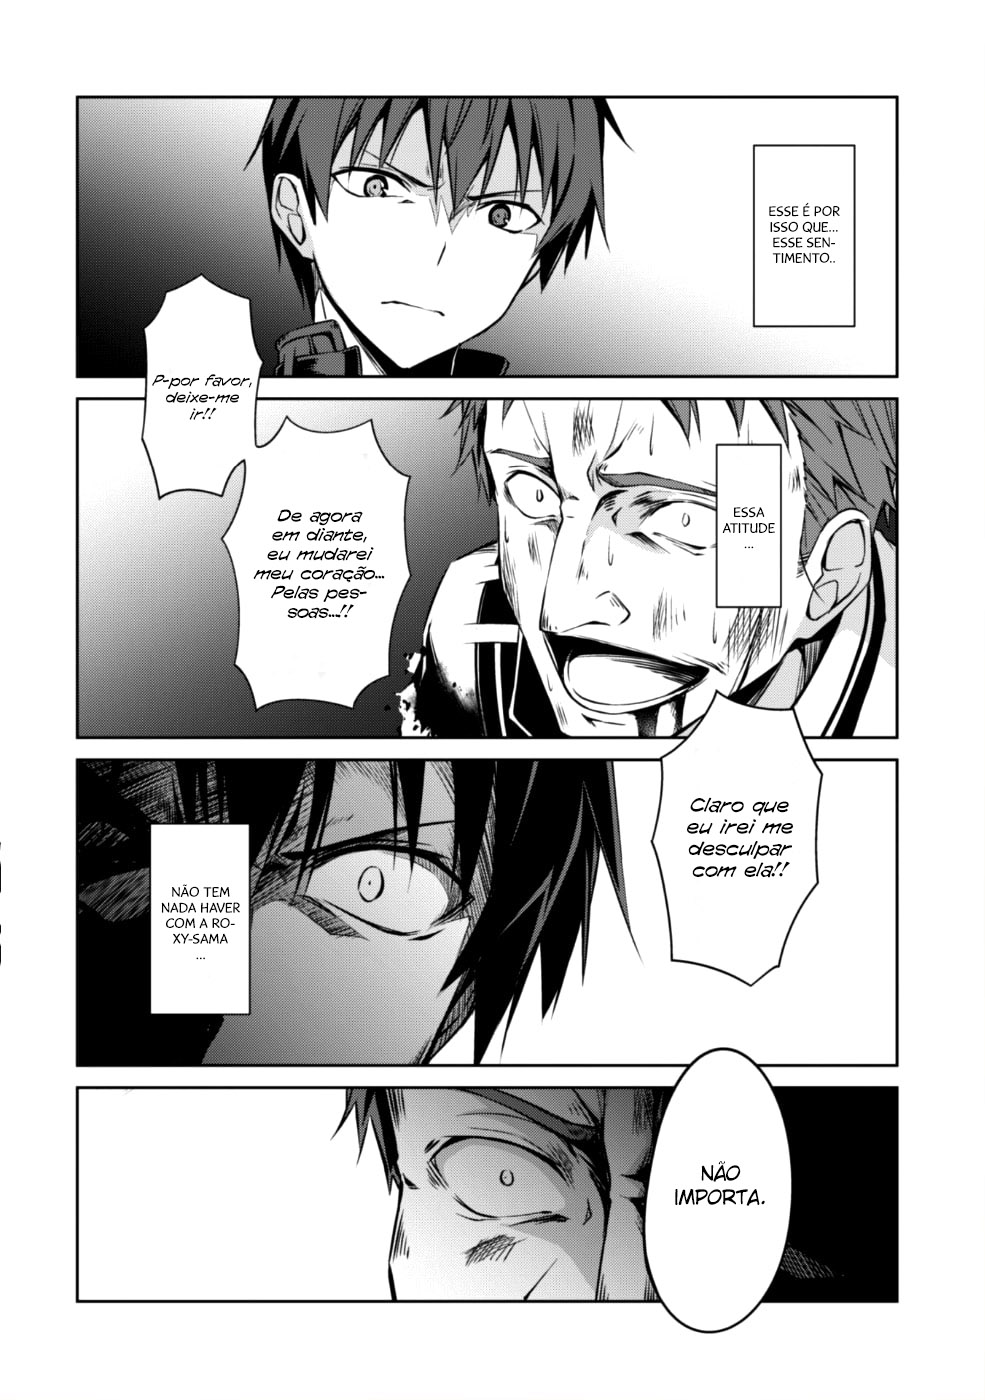 ESSE É POR
ISSO QUE...
ESSE SEN-
TIMENTO..
P-por favor,
deixe-me
ir!!
De agora
em diante,
eu mudarei
meu coração...
Pelas pes-
soas...!!
ESSA
ATITUDE
...
Claro que
eu irei me
desculpar
com ela!!
NÃO TEM
NADA HAVER
COM A RO-
XY-SAMA
...
NÃO
IMPORTA.